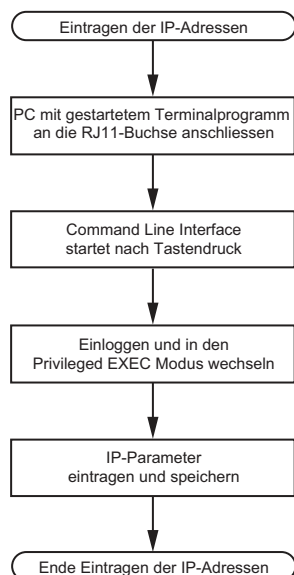 Eintragen der IP-Adressen
PC mit gestartetem Terminalprogramm
an die RJ11-Buchse anschliessen
Command Line Interface
startet nach Tastendruck
Einloggen und in den
Privileged EXEC Modus wechseln
IP-Parameter
eintragen und speichern
Ende Eintragen der IP-Adressen